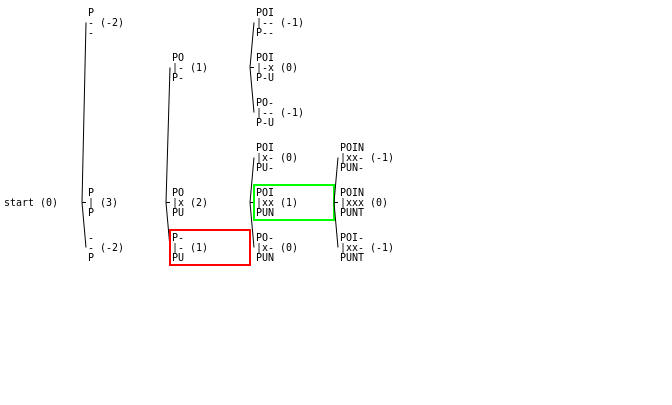 P
- (-2)
-
PO
|- (1)
P-
POI
|-- (-1)
P--
POI
|-x (0)
P-U
PO-
|-- (-1)
P-U
start (0)
P
| (3)
P
-
- (-2)
P
PO
|x (2)
PU
P-
|- (1)
PU
POI
|x- (0)
PU-
POI
|xx (1)
PUN
PO-
|x- (0)
PUN
POIN
|xx- (-1)
PUN-
POIN
|xxx (0)
PUNT
POI-
|xx- (-1)
PUNT